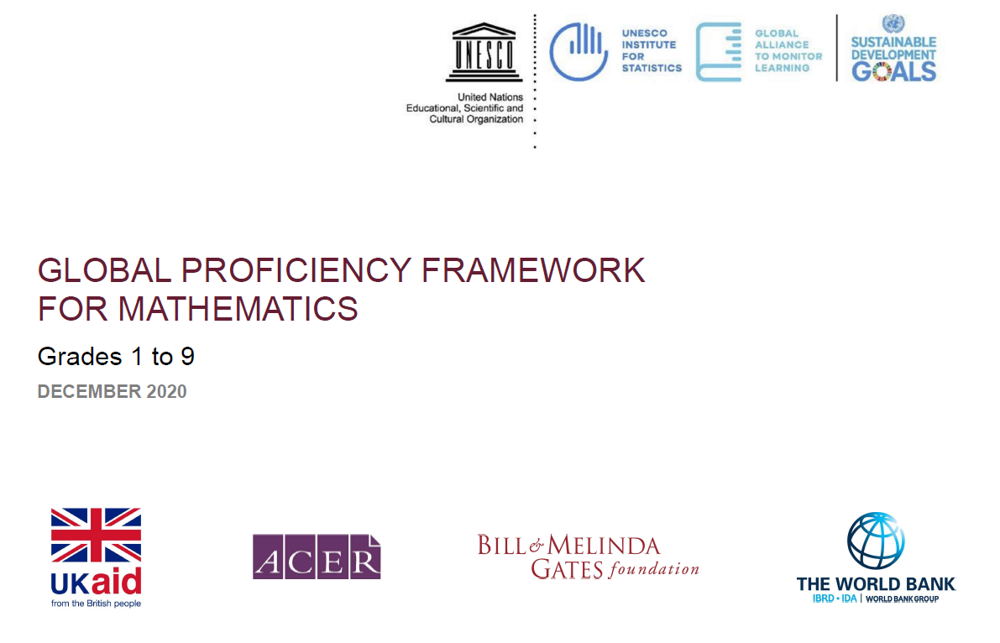 UNESCO
United Nations
Educational, Scientific and
Cultural Organization
UNESCO
INSTITUTE
FOR
STATISTICS
GLOBAL
ALLIANCE
TO MONITOR
LEARNING
SUSTAINABLE
DEVELOPMENT
GOALS
GLOBAL PROFICIENCY FRAMEWORK
FOR MATHEMATICS
Grades 1 to 9
DECEMBER 2020
UKaid
from the British people
ACER
BILL & MELINDA
GATES foundation
THE WORLD BANK
IBRD • IDA | WORLD BANK GROUP